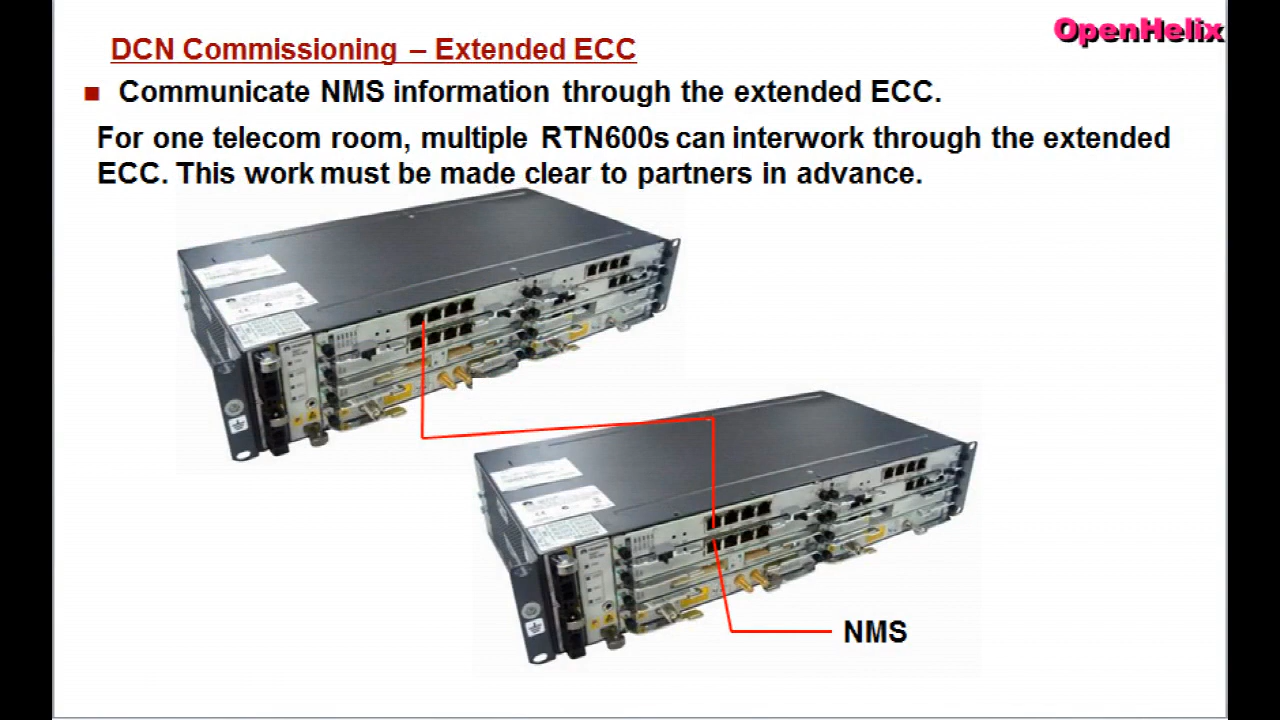 OpenHelix
DCN Commissioning – Extended ECC
Communicate NMS information through the extended ECC.
For one telecom room, multiple RTN600s can interwork through the extended
ECC. This work must be made clear to partners in advance.
NMS